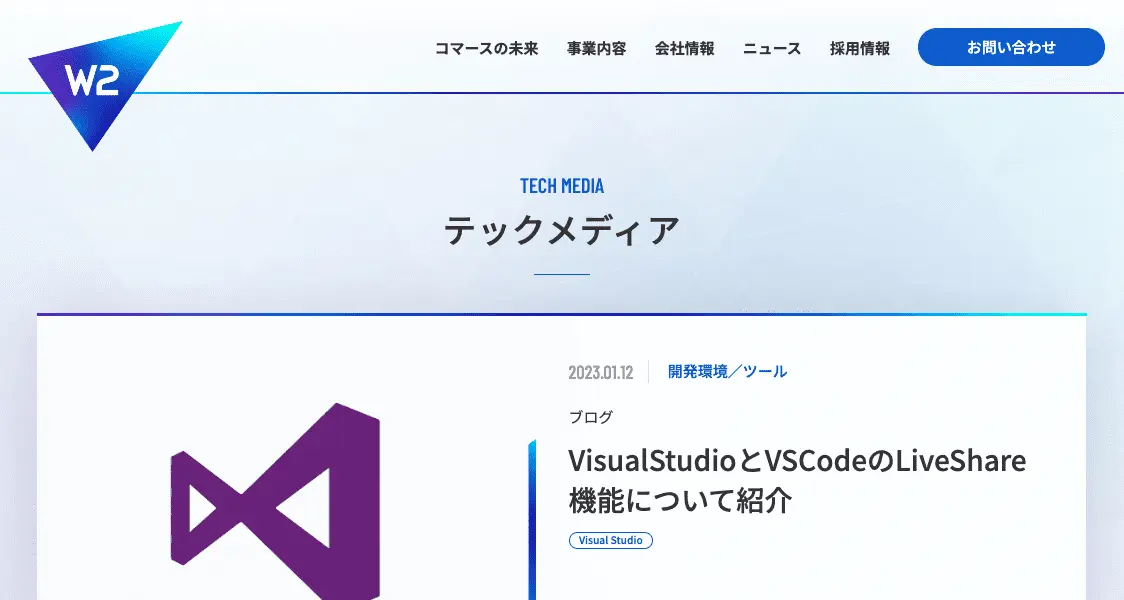 W2
コマースの未来 事業内容 会社情報 ニュース 採用情報 お問い合わせ
TECH MEDIA
テックメディア
2023.01.12 開発環境／ツール
ブログ
VisualStudioとVSCodeのLiveShare
機能について紹介
Visual Studio